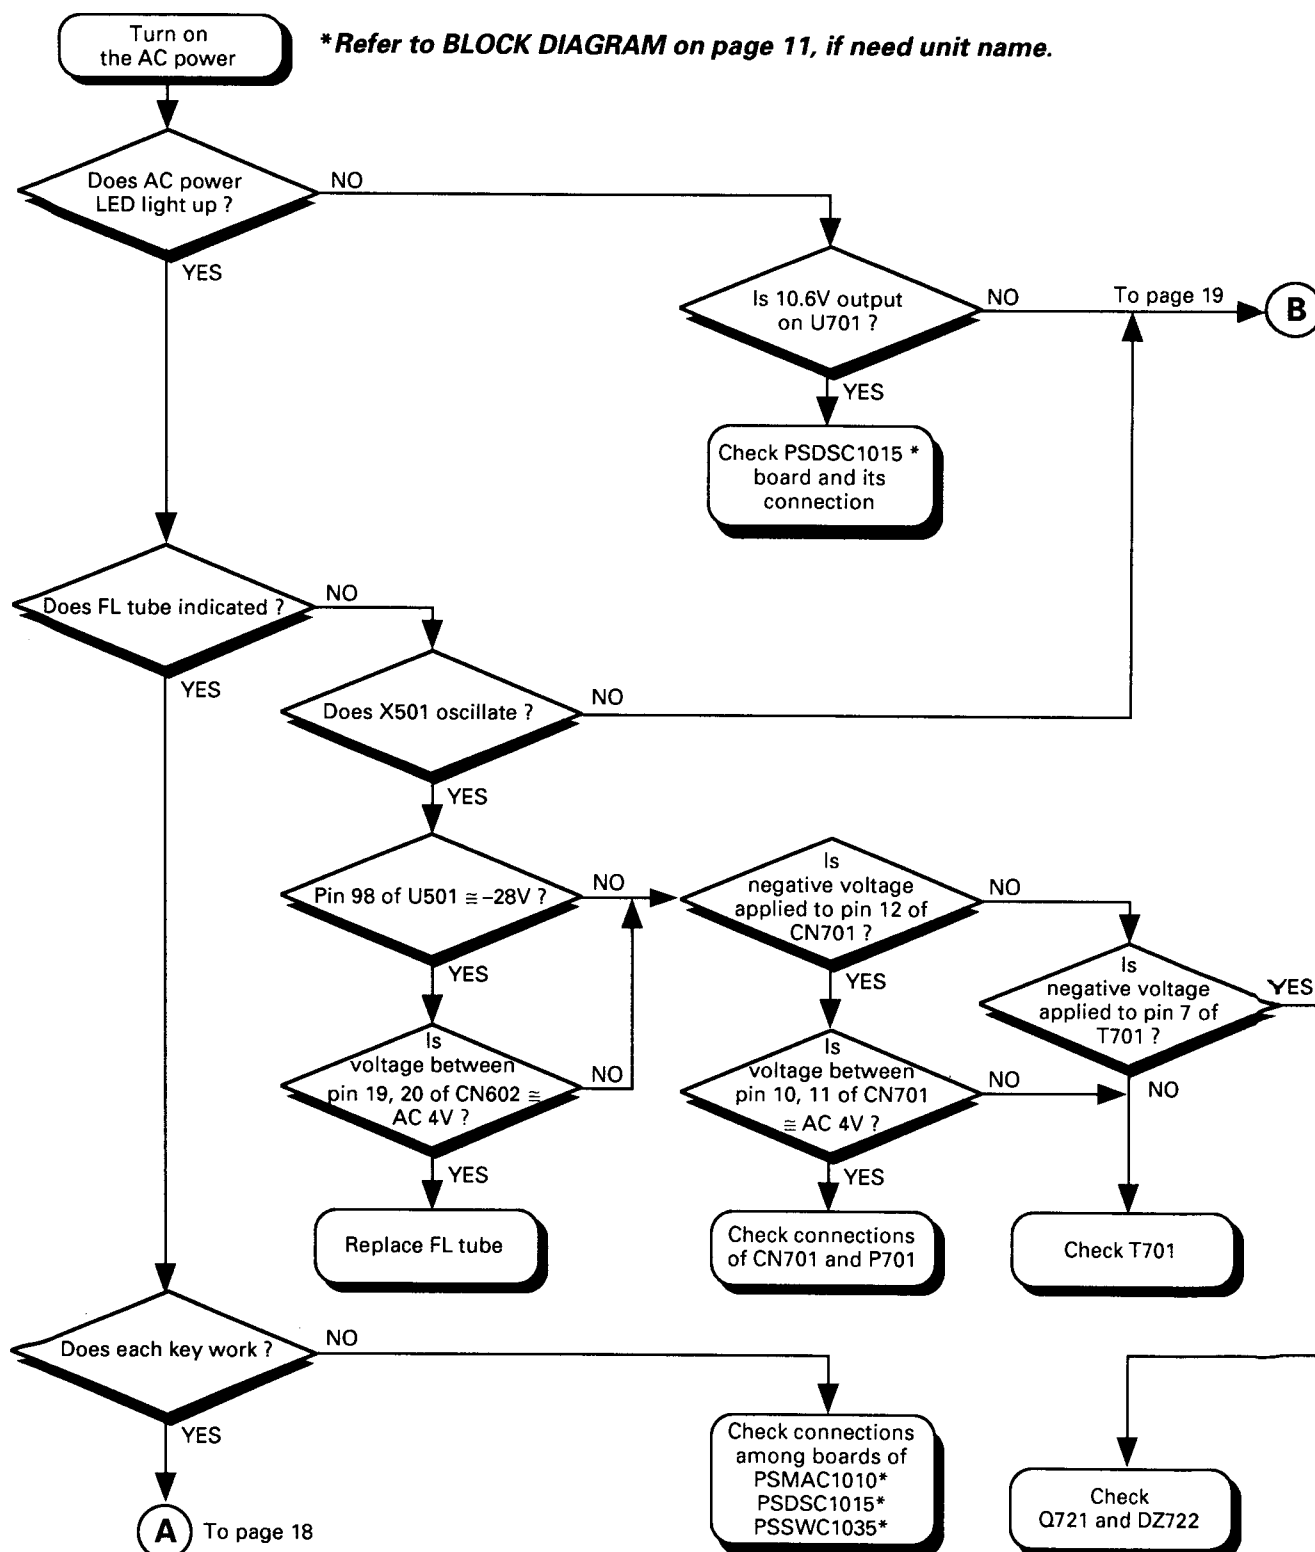 Turn on
the AC power
*Refer to BLOCK DIAGRAM on page 11, if need unit name.
Does AC power
LED light up ?
NO
YES
Is 10.6V output
on U701 ?
NO
To page 19
B
YES
Check PSDSC1015 *
board and its
connection
Does FL tube indicated ?
NO
YES
Does X501 oscillate ?
NO
YES
Pin 98 of U501 ≅ –28V ?
NO
YES
Is
negative voltage
applied to pin 12 of
CN701 ?
NO
YES
Is
negative voltage
applied to pin 7 of
T701 ?
YES
NO
Is
voltage between
pin 19, 20 of CN602 ≅
AC 4V ?
NO
YES
Is
voltage between
pin 10, 11 of CN701
≅ AC 4V ?
NO
YES
Replace FL tube
Check connections
of CN701 and P701
Check T701
Does each key work ?
NO
YES
Check connections
among boards of
PSMAC1010*
PSDSC1015*
PSSWC1035*
Check
Q721 and DZ722
A
To page 18